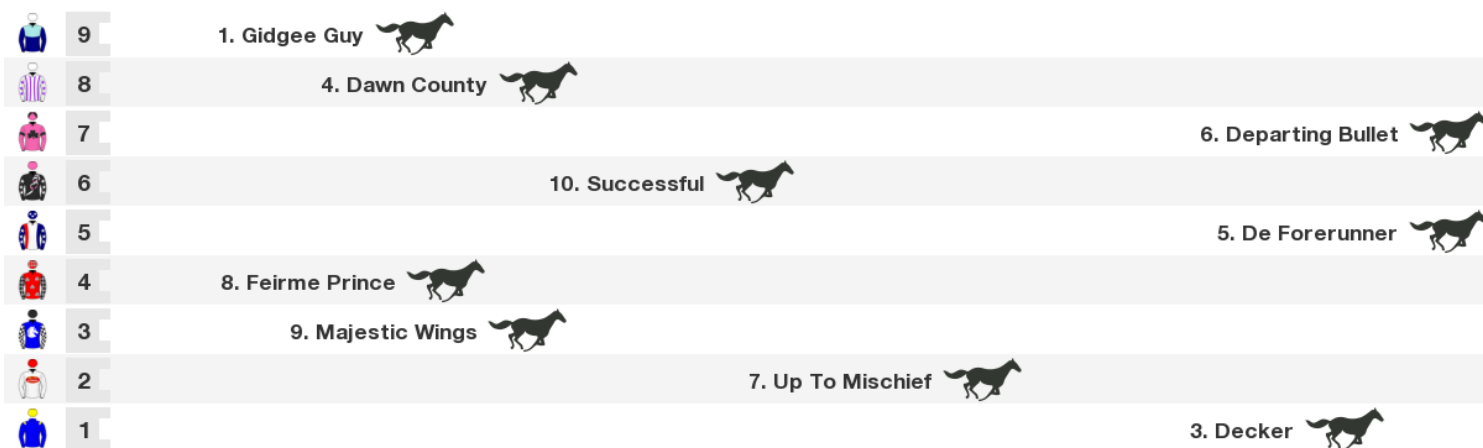 9 1. Gidgee Guy
8 4. Dawn County
7 6. Departing Bullet
6 10. Successful
5 5. De Forerunner
4 8. Feirme Prince
3 9. Majestic Wings
2 7. Up To Mischief
1 3. Decker